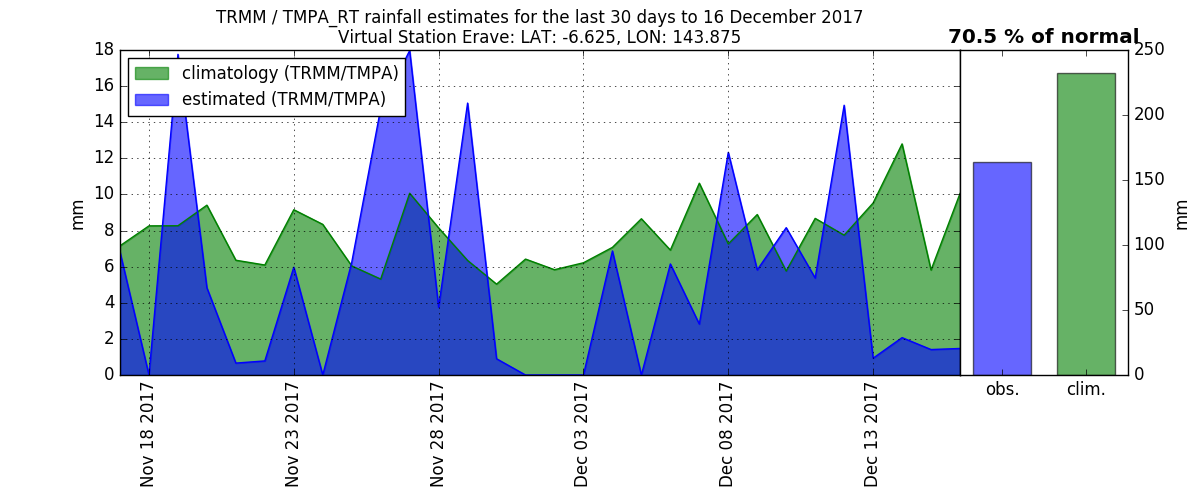 TRMM / TMPA_RT rainfall estimates for the last 30 days to 16 December 2017
Virtual Station Erave: LAT: -6.625, LON: 143.875
70.5 % of normal
climatology (TRMM/TMPA)
estimated (TRMM/TMPA)
18
16
14
12
10
8
6
4
2
0
mm
Nov 18 2017
Nov 23 2017
Nov 28 2017
Dec 03 2017
Dec 08 2017
Dec 13 2017
obs.
clim.
250
200
150
100
50
0
mm